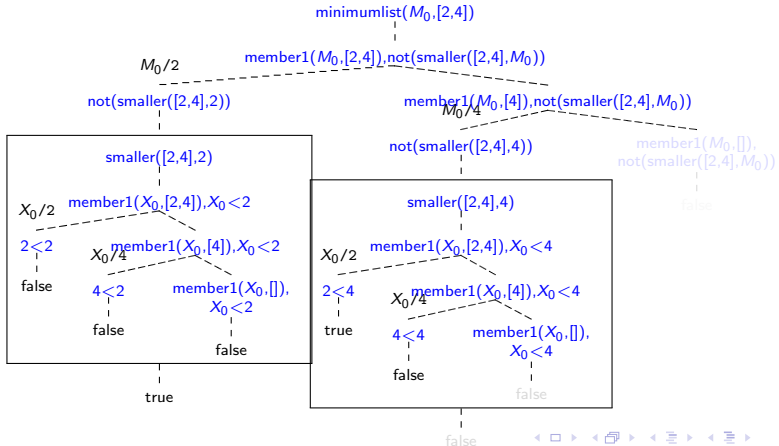 minimumlist(M₀,[2,4])
member1(M₀,[2,4]),not(smaller([2,4],M₀))
M₀/2
not(smaller([2,4],2))
member1(M₀,[4]),not(smaller([2,4],M₀))
M₀/4
not(smaller([2,4],4))
member1(M₀,[]),
not(smaller([2,4],M₀))
false
smaller([2,4],2)
member1(X₀,[2,4]),X₀<2
X₀/2
2<2
false
member1(X₀,[4]),X₀<2
X₀/4
4<2
false
member1(X₀,[]),
X₀<2
false
true
smaller([2,4],4)
member1(X₀,[2,4]),X₀<4
X₀/2
2<4
true
member1(X₀,[4]),X₀<4
X₀/4
4<4
false
member1(X₀,[]),
X₀<4
false
false